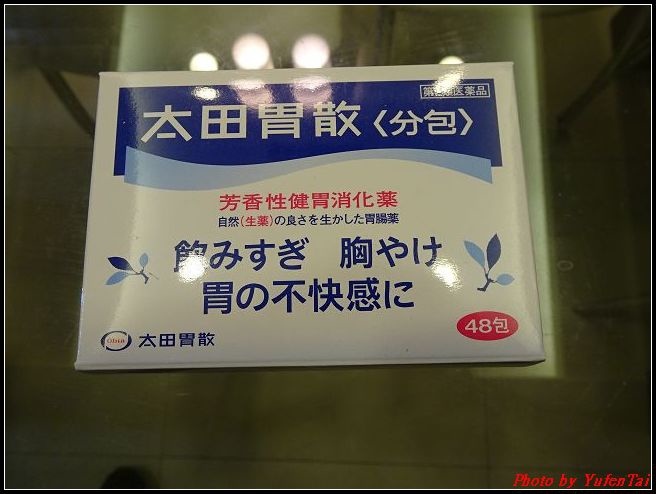 第2類医薬品
太田胃散〈分包〉
芳香性健胃消化薬
自然(生薬)の良さを生かした胃腸薬
飲みすぎ 胸やけ
胃の不快感に
48包
太田胃散
Photo by YufenTai